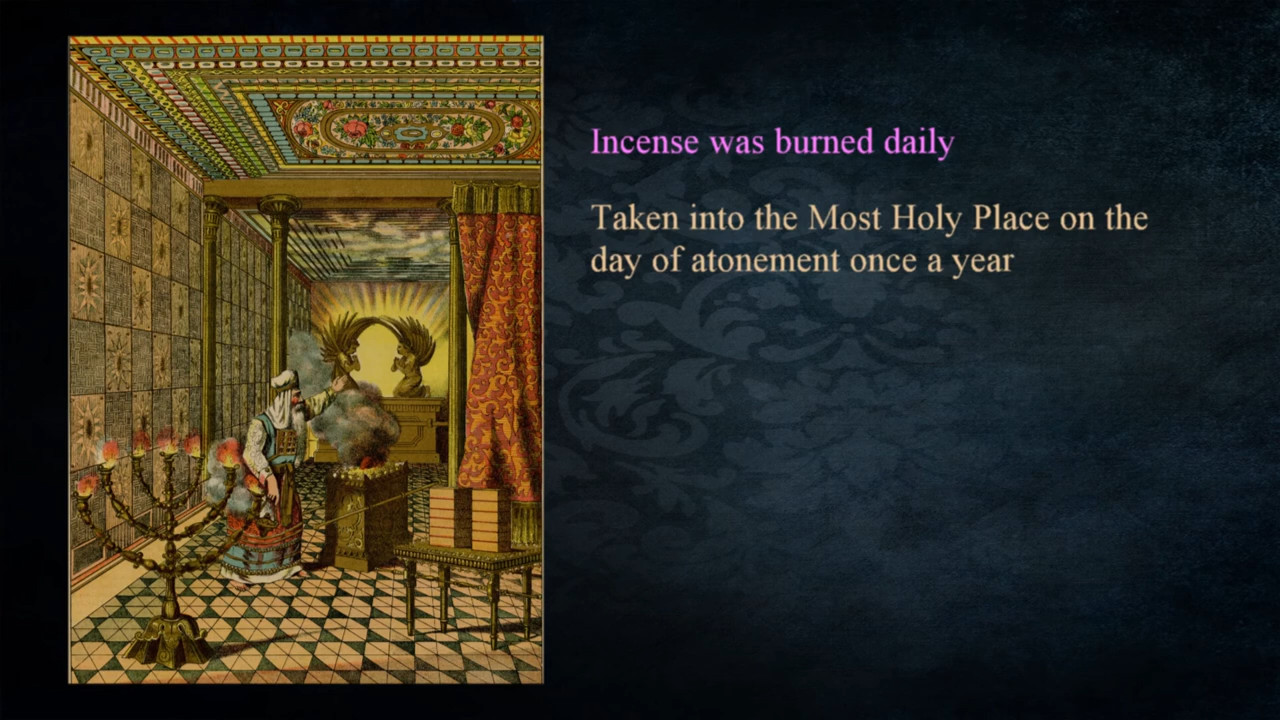 Incense was burned daily
Taken into the Most Holy Place on the
day of atonement once a year